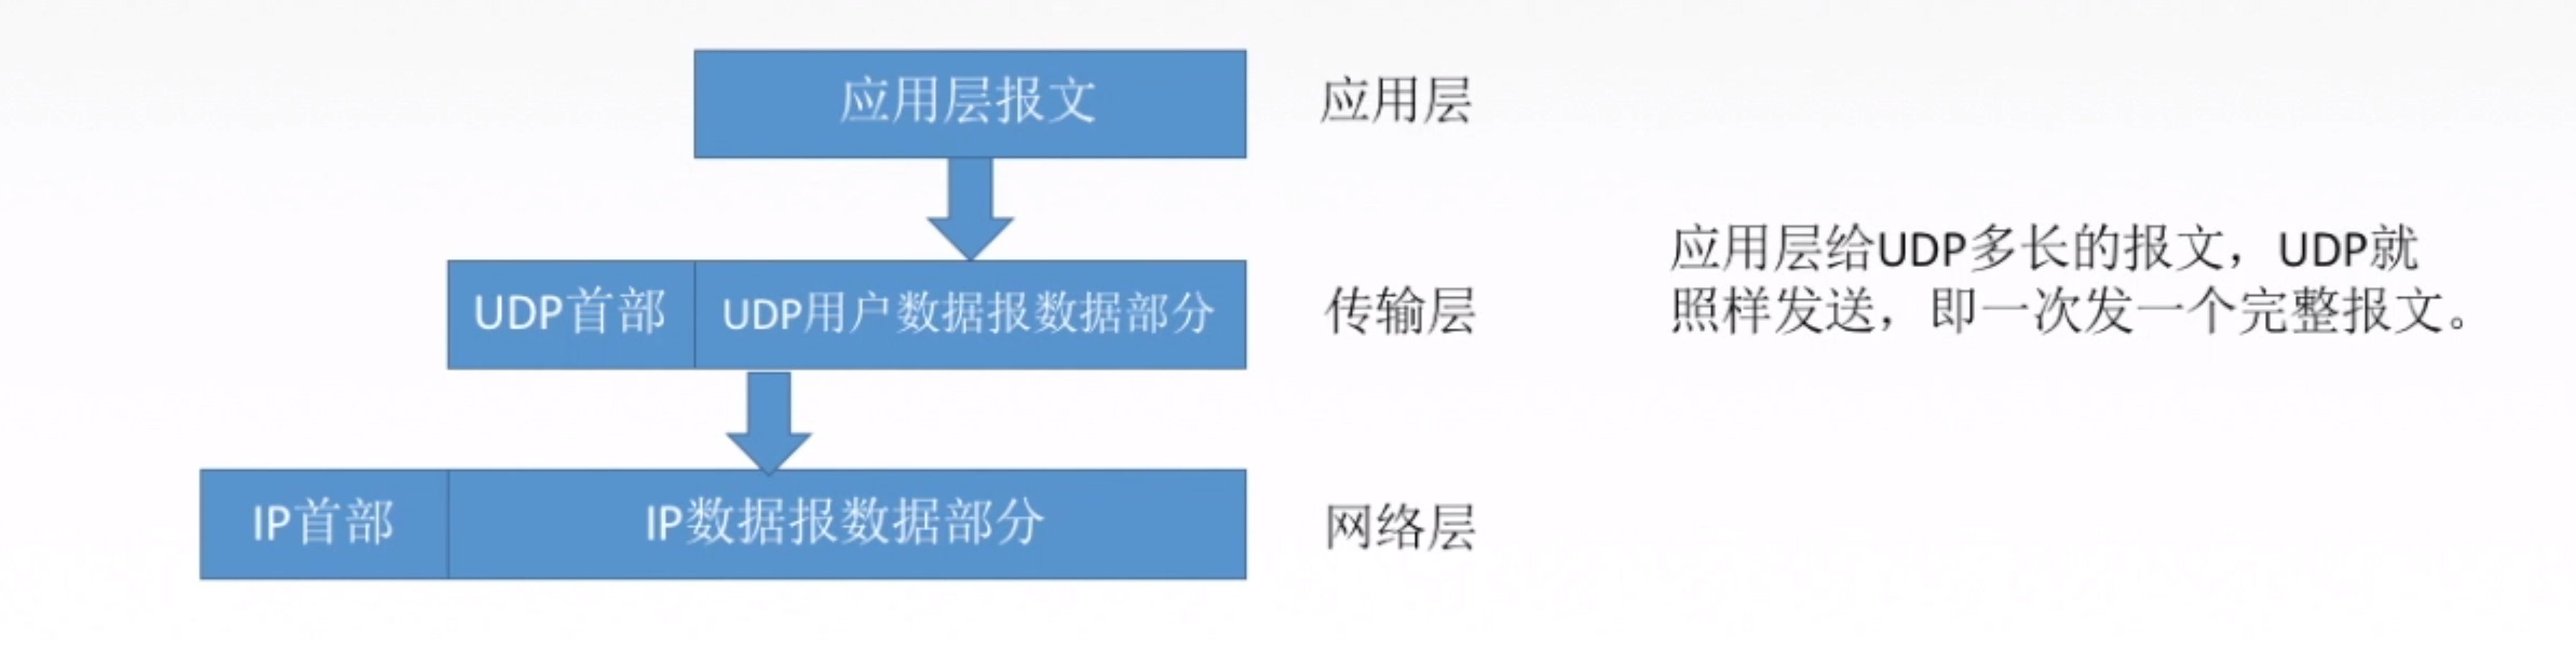 应用层报文
应用层
UDP首部
UDP用户数据报数据部分
传输层
应用层给UDP多长的报文，UDP就
照样发送，即一次发一个完整报文。
IP首部
IP数据报数据部分
网络层